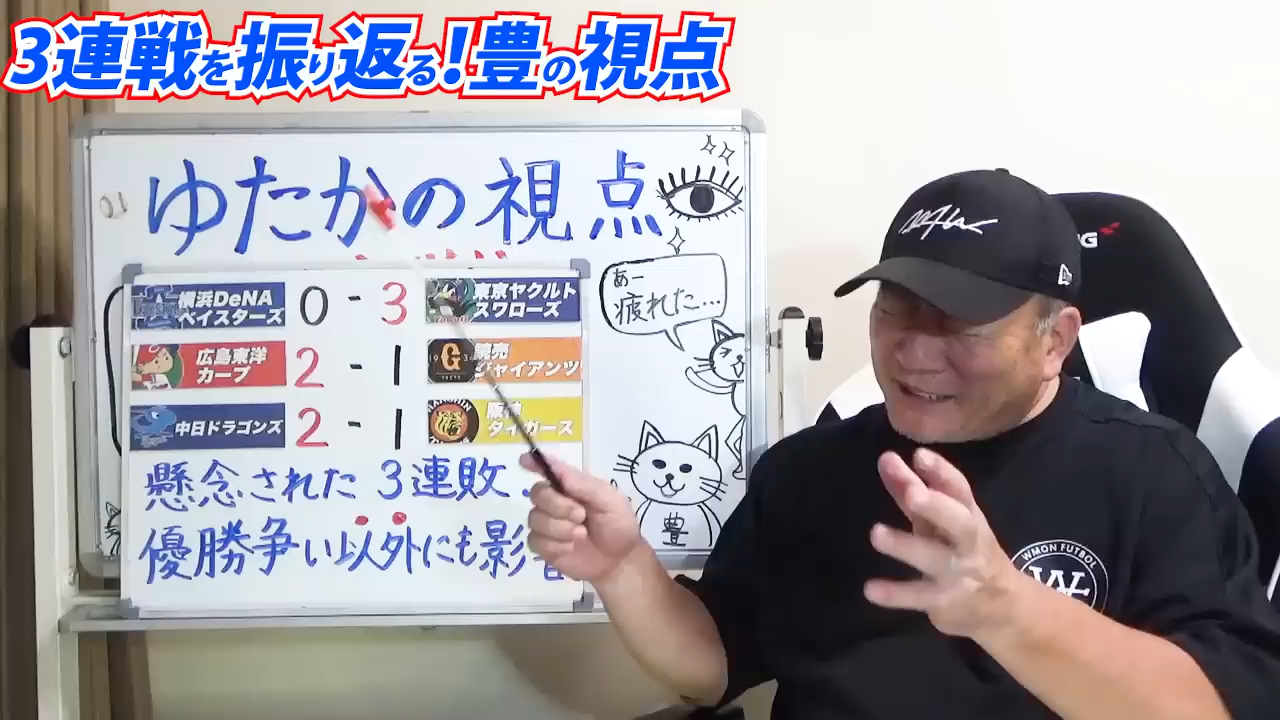 3連戦を振り返る!豊の視点
ゆたかの視点
横浜DeNA
ベイスターズ
0 - 3
東京ヤクルト
スワローズ
広島東洋
カープ
2 - 1
G
読売
ジャイアンツ
中日ドラゴンズ
2 - 1
タイガース
懸念された 3連敗
優勝争い以外にも影
あー
疲れた…
豊
WMON FUTBOL